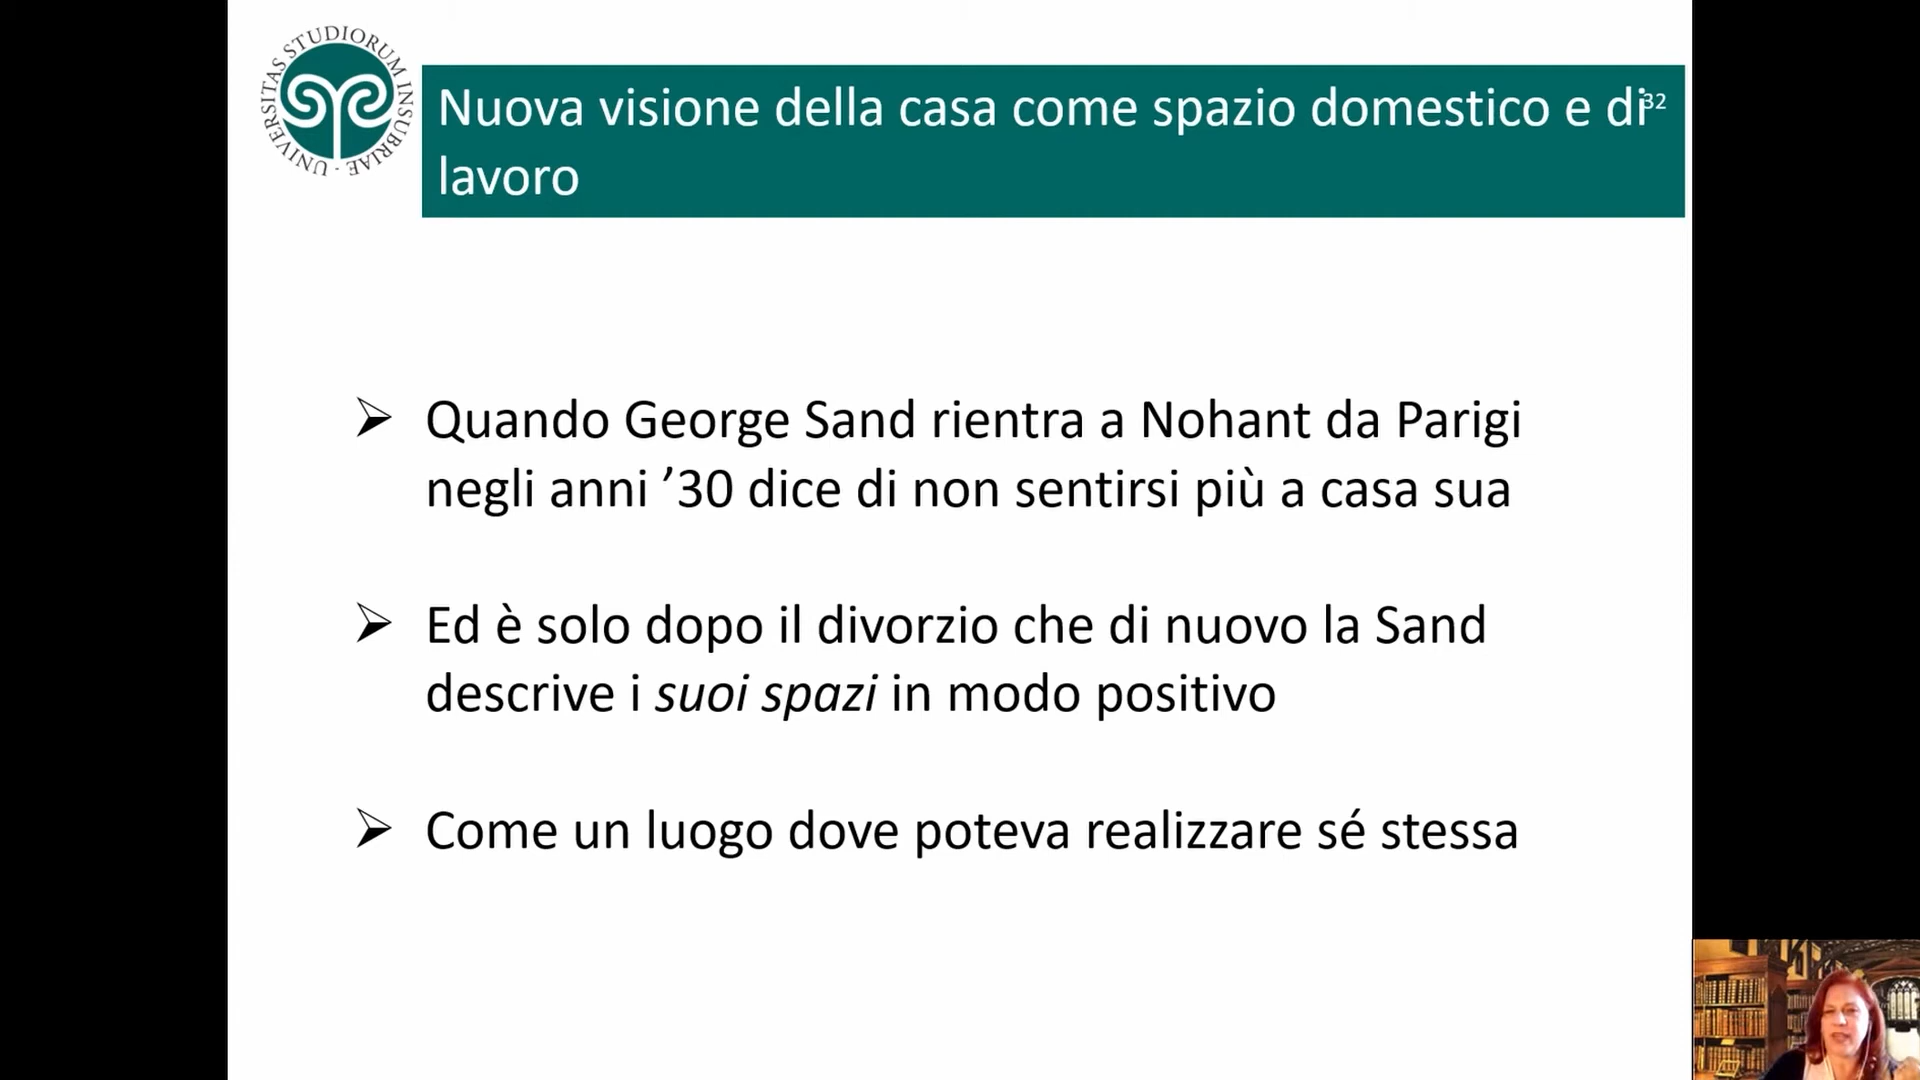 UNIVERSITAS STUDIORUM INSUBRIAE
Nuova visione della casa come spazio domestico e di
32
lavoro
➢ Quando George Sand rientra a Nohant da Parigi
negli anni ’30 dice di non sentirsi più a casa sua
➢ Ed è solo dopo il divorzio che di nuovo la Sand
descrive i suoi spazi in modo positivo
➢ Come un luogo dove poteva realizzare sé stessa